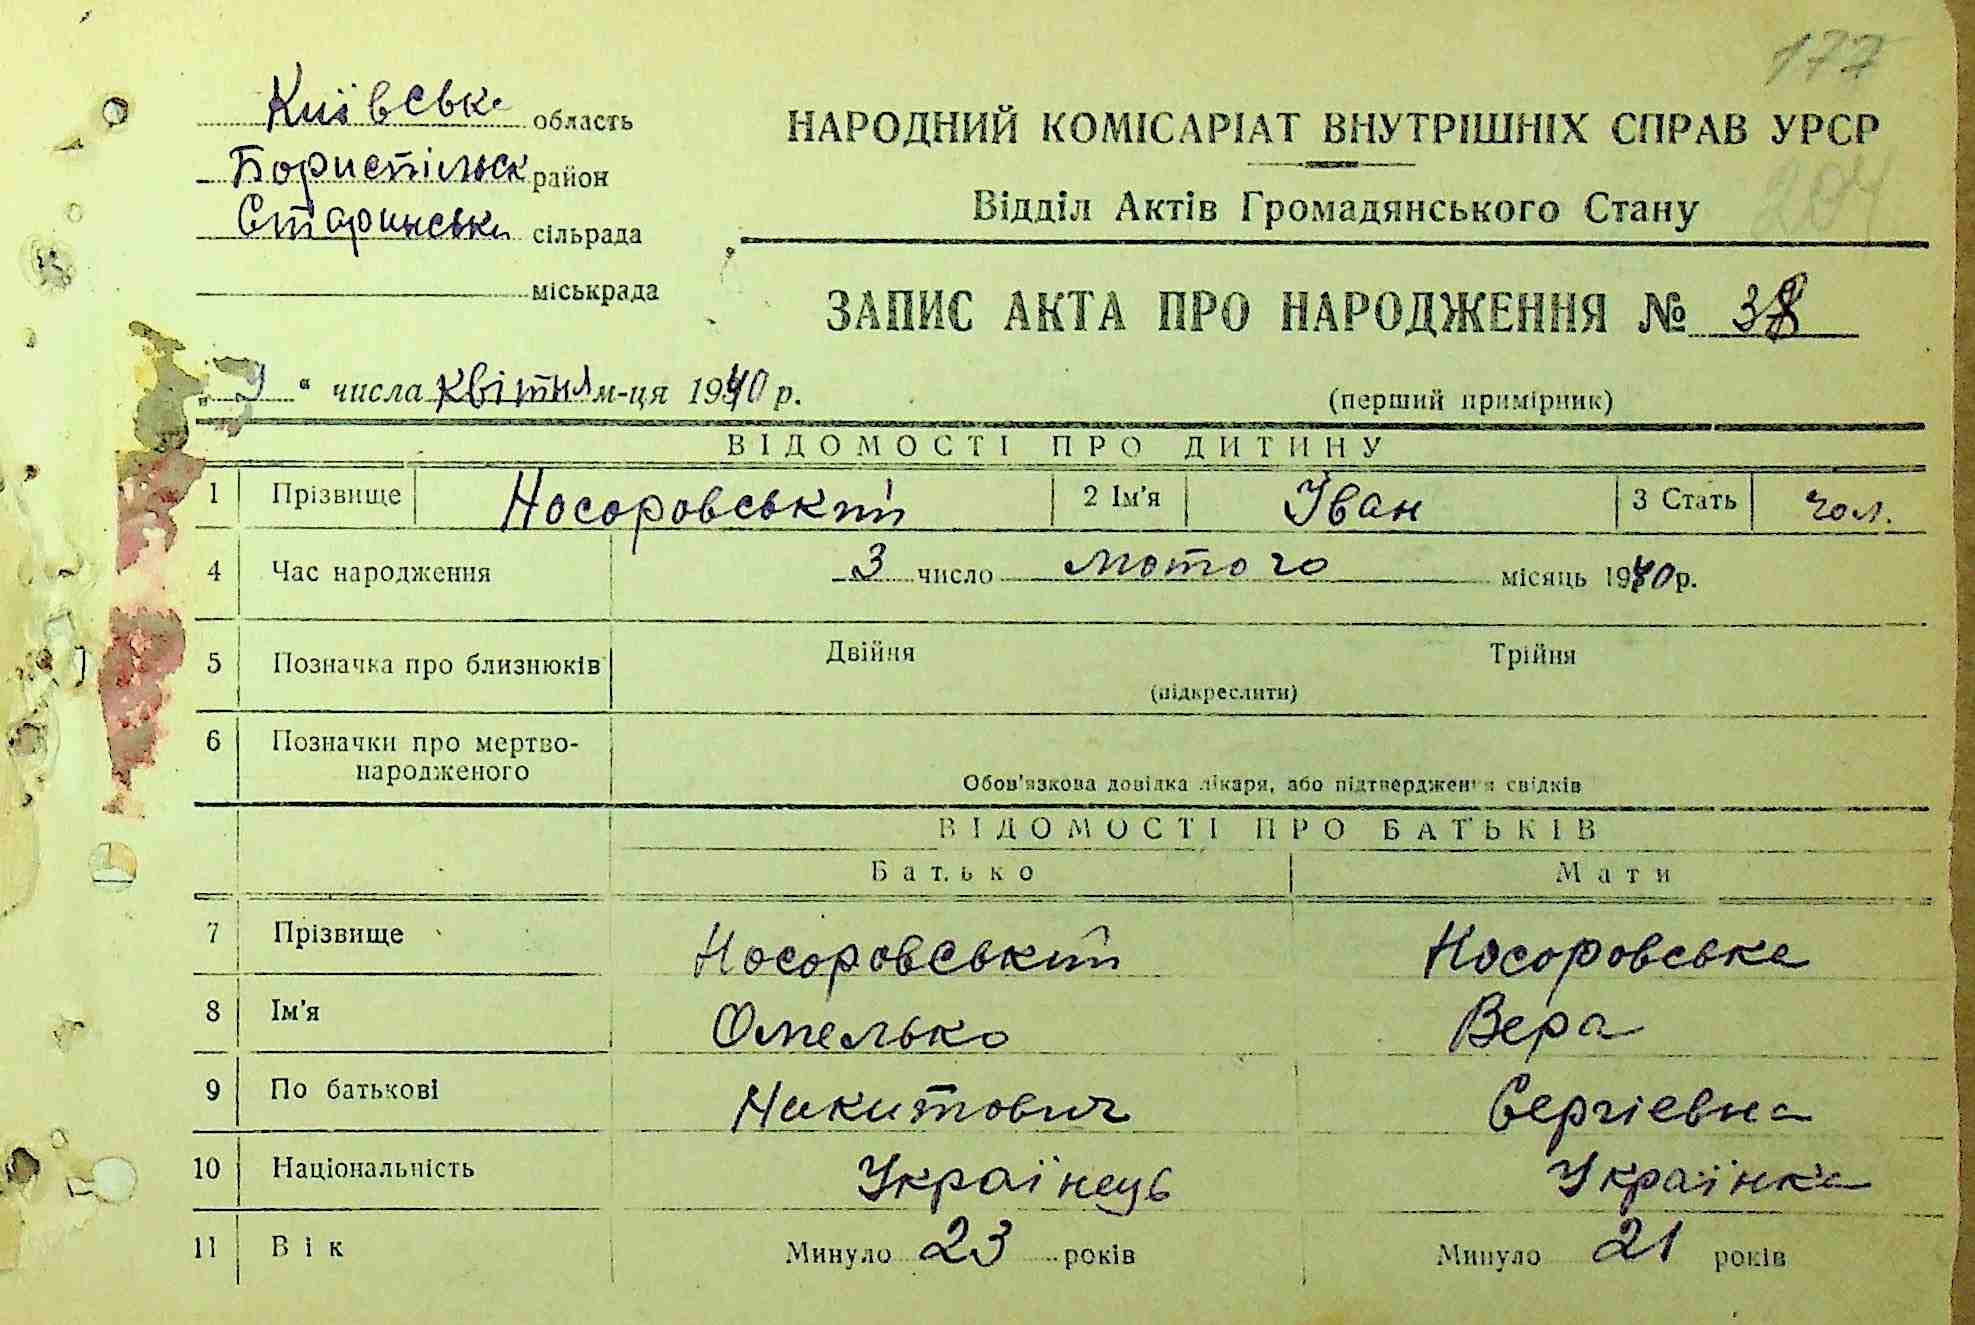 177
Київська область
НАРОДНИЙ КОМІСАРІАТ ВНУТРІШНІХ СПРАВ УРСР
Бориспільск район
204
Відділ Актів Громадянського Стану
Старинська сільрада
міськрада
ЗАПИС АКТА ПРО НАРОДЖЕННЯ № 38
„ 9 “ числа квітня м-ця 1940 р.
(перший примірник)
ВІДОМОСТІ ПРО ДИТИНУ
1 Прізвище Носоровський 2 Ім'я Іван 3 Стать чол.
4 Час народження 3 число лютого місяць 1940 р.
5 Позначка про близнюків Двійня Трійня
(підкреслити)
6 Позначки про мертво-
народженого
Обов'язкова довідка лікаря, або підтвердження свідків
ВІДОМОСТІ ПРО БАТЬКІВ
Батько Мати
7 Прізвище Носоровський Носоровська
8 Ім'я Омелько Вера
9 По батькові Никитович Сергіевна
10 Національність Українець Українка
11 Вік Минуло 23 років Минуло 21 років